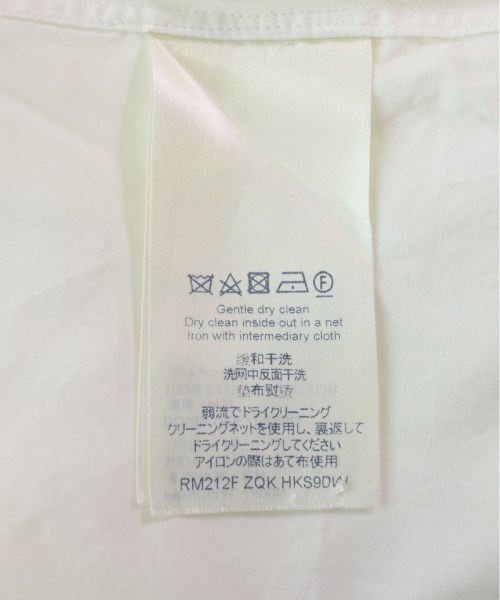 F
Gentle dry clean
Dry clean inside out in a net
Iron with intermediary cloth
缓和干洗
洗网中反面干洗
垫布熨烫
弱流でドライクリーニング
クリーニングネットを使用し、裏返して
ドライクリーニングしてください
アイロンの際はあて布使用
RM212F ZQK HKS9DW